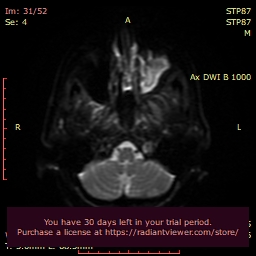 Im: 31/52
Se: 4
A
STP87
STP87
M
Ax DWI B 1000
R
L
You have 30 days left in your trial period.
Purchase a license at https://radiantviewer.com/store/